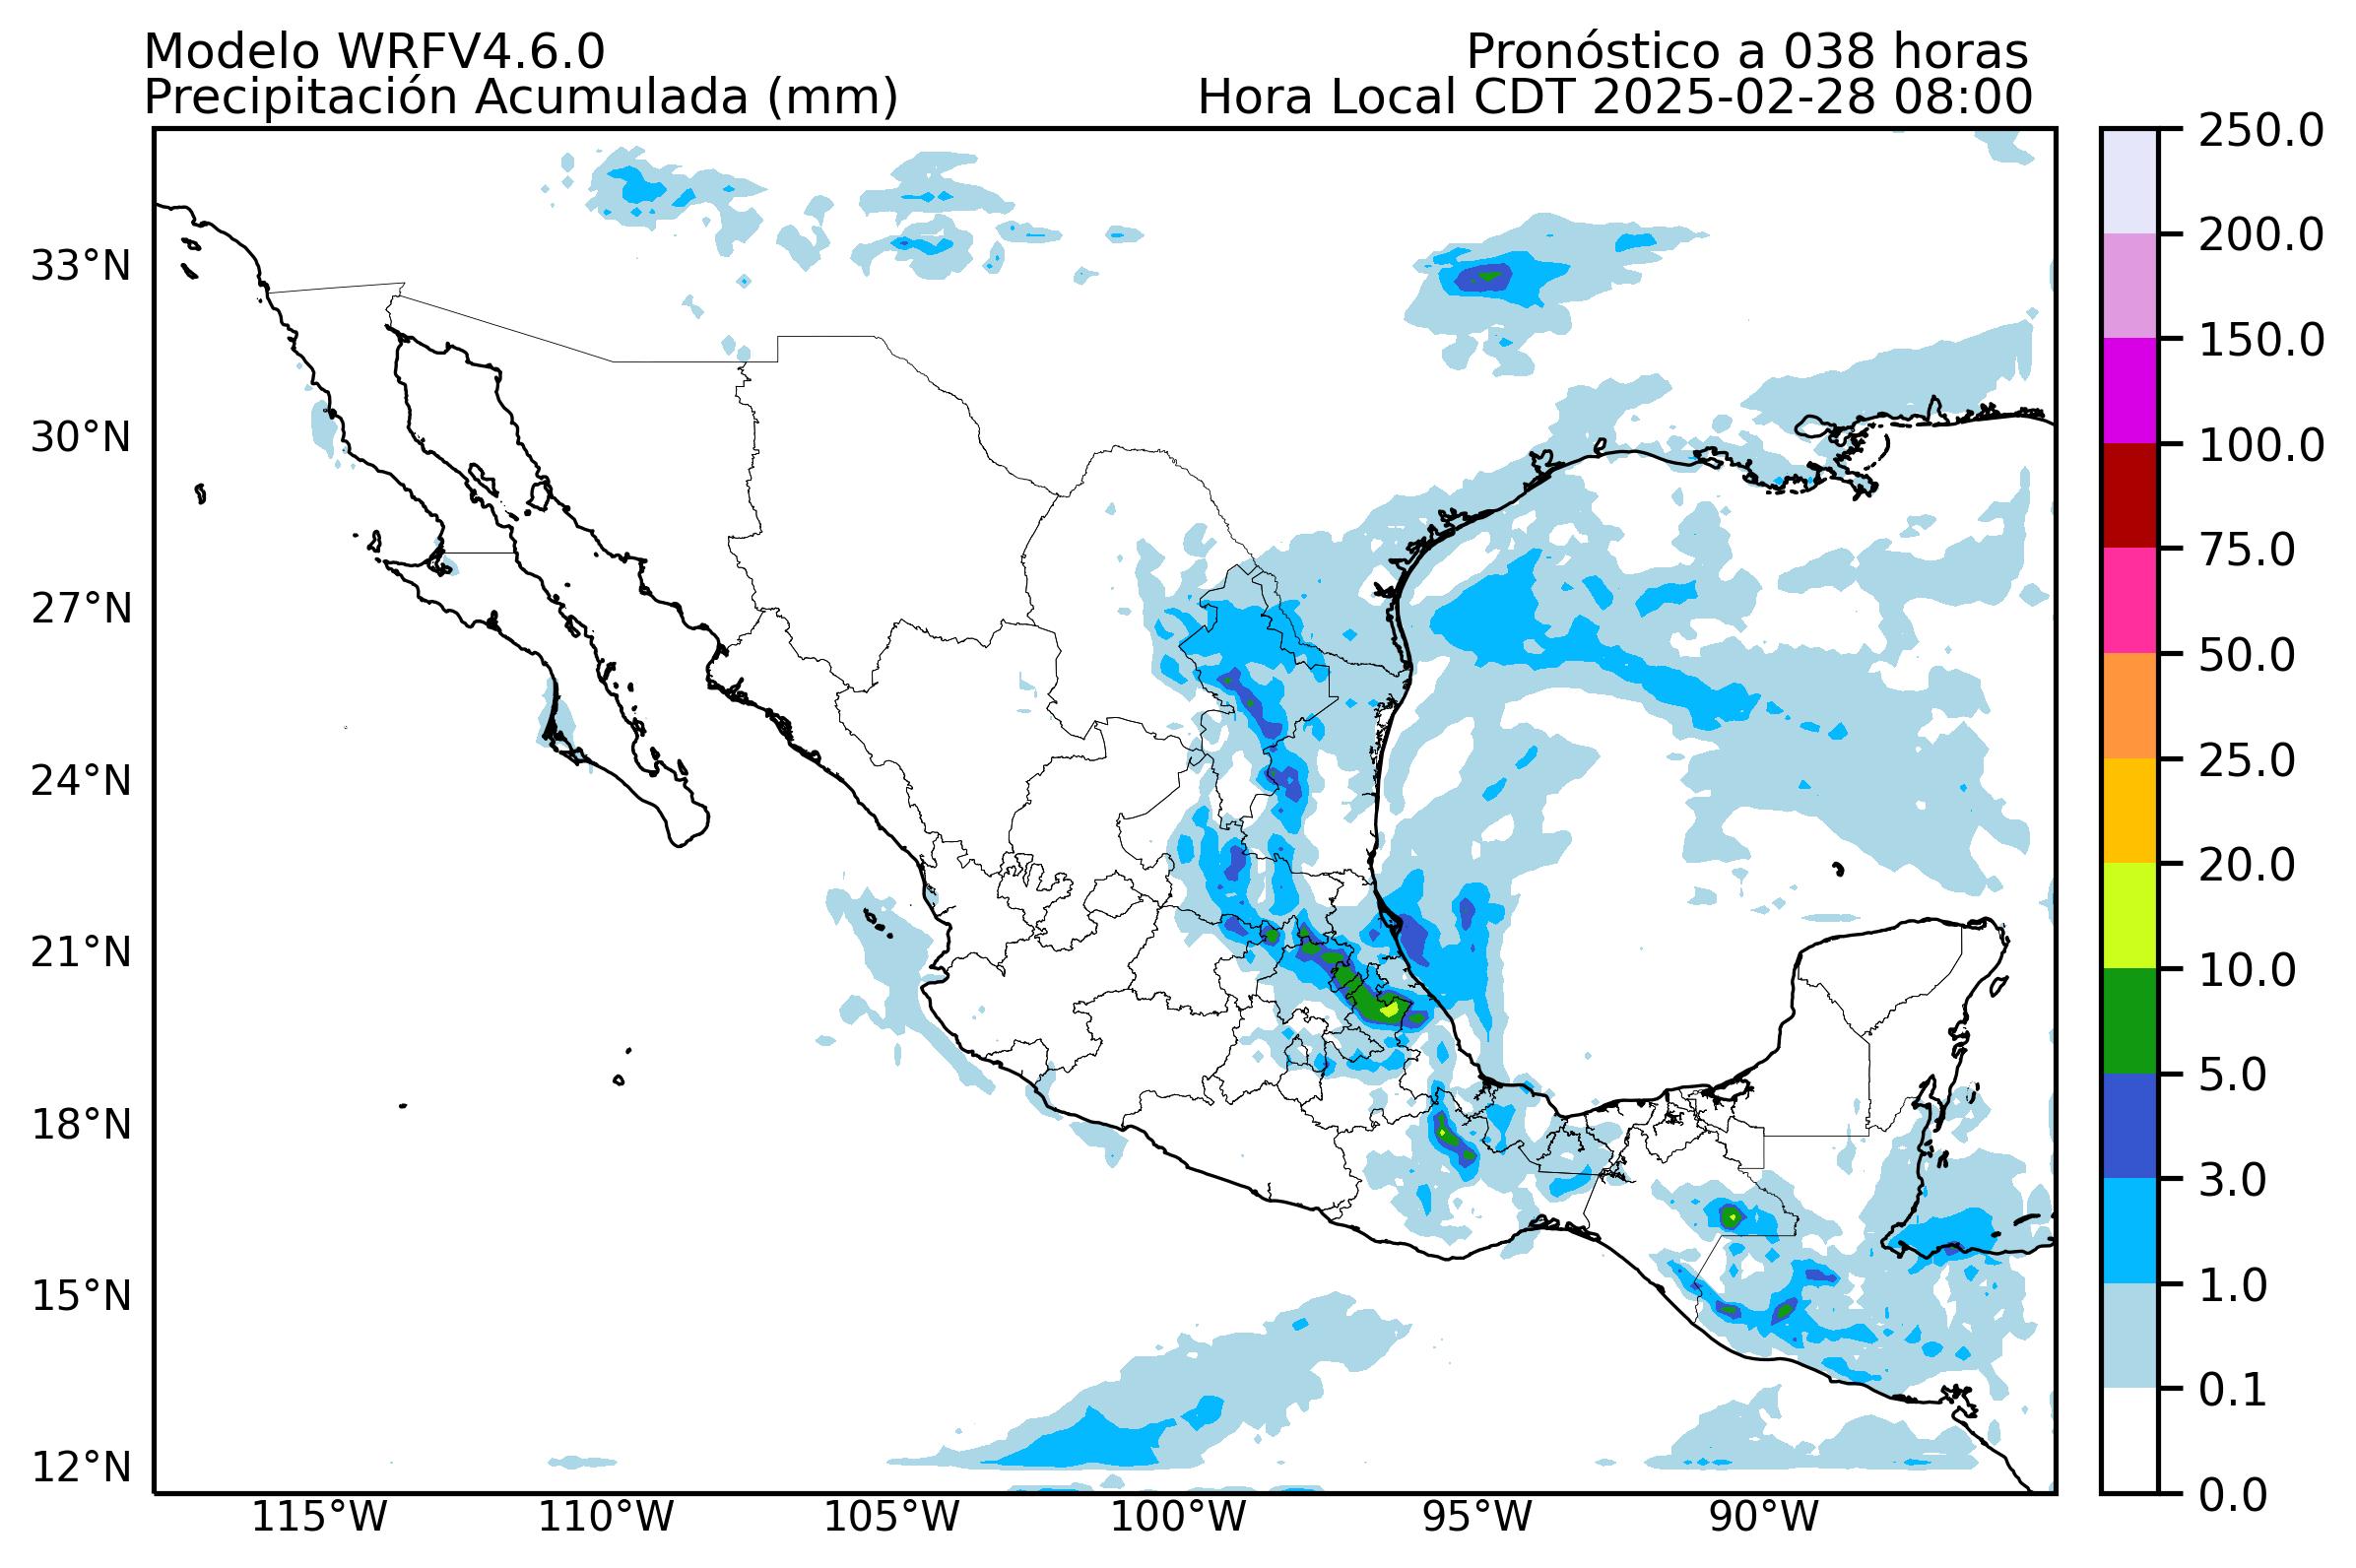 Modelo WRFV4.6.0
Pronóstico a 038 horas
Precipitación Acumulada (mm)
Hora Local CDT 2025-02-28 08:00
33°N
30°N
27°N
24°N
21°N
18°N
15°N
12°N
115°W
110°W
105°W
100°W
95°W
90°W
250.0
200.0
150.0
100.0
75.0
50.0
25.0
20.0
10.0
5.0
3.0
1.0
0.1
0.0